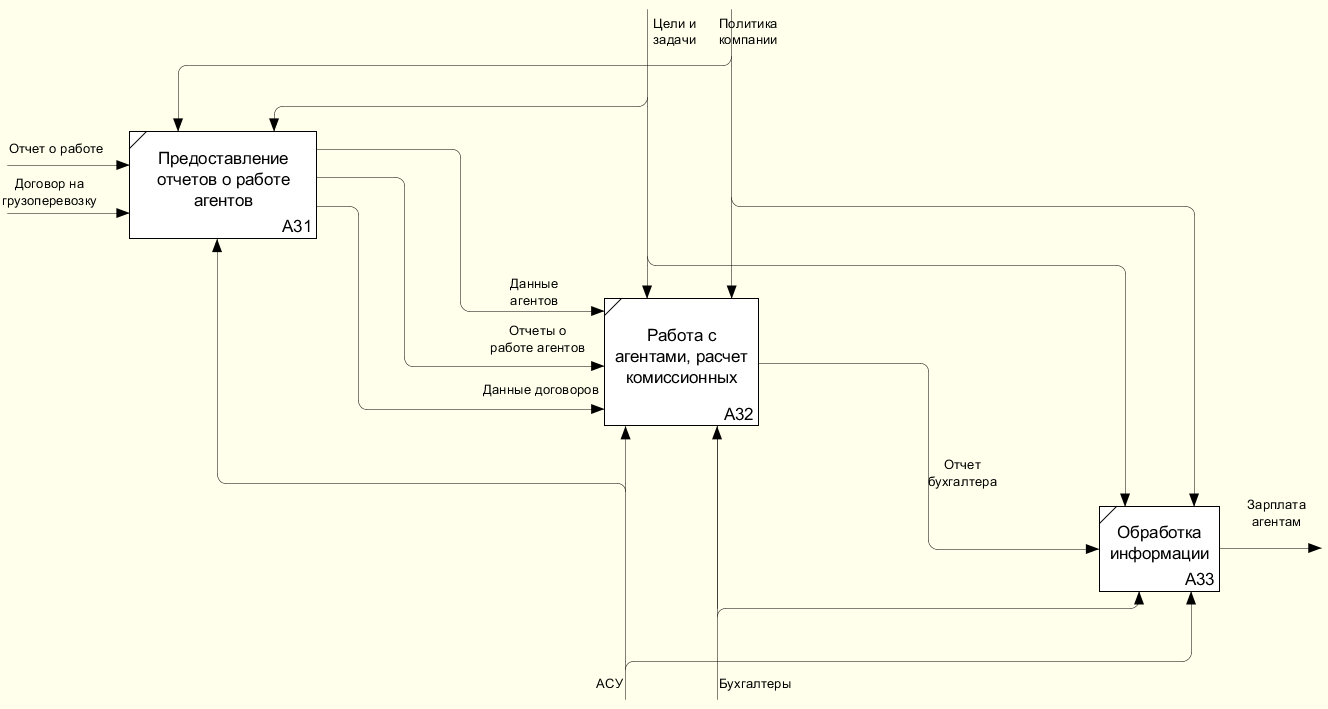 Цели и
задачи
Политика
компании
Отчет о работе
Договор на
грузоперевозку
Предоставление
отчетов о работе
агентов
A31
Данные
агентов
Отчеты о
работе агентов
Данные договоров
Работа с
агентами, расчет
комиссионных
A32
Отчет
бухгалтера
Обработка
информации
A33
Зарплата
агентам
АСУ
Бухгалтеры